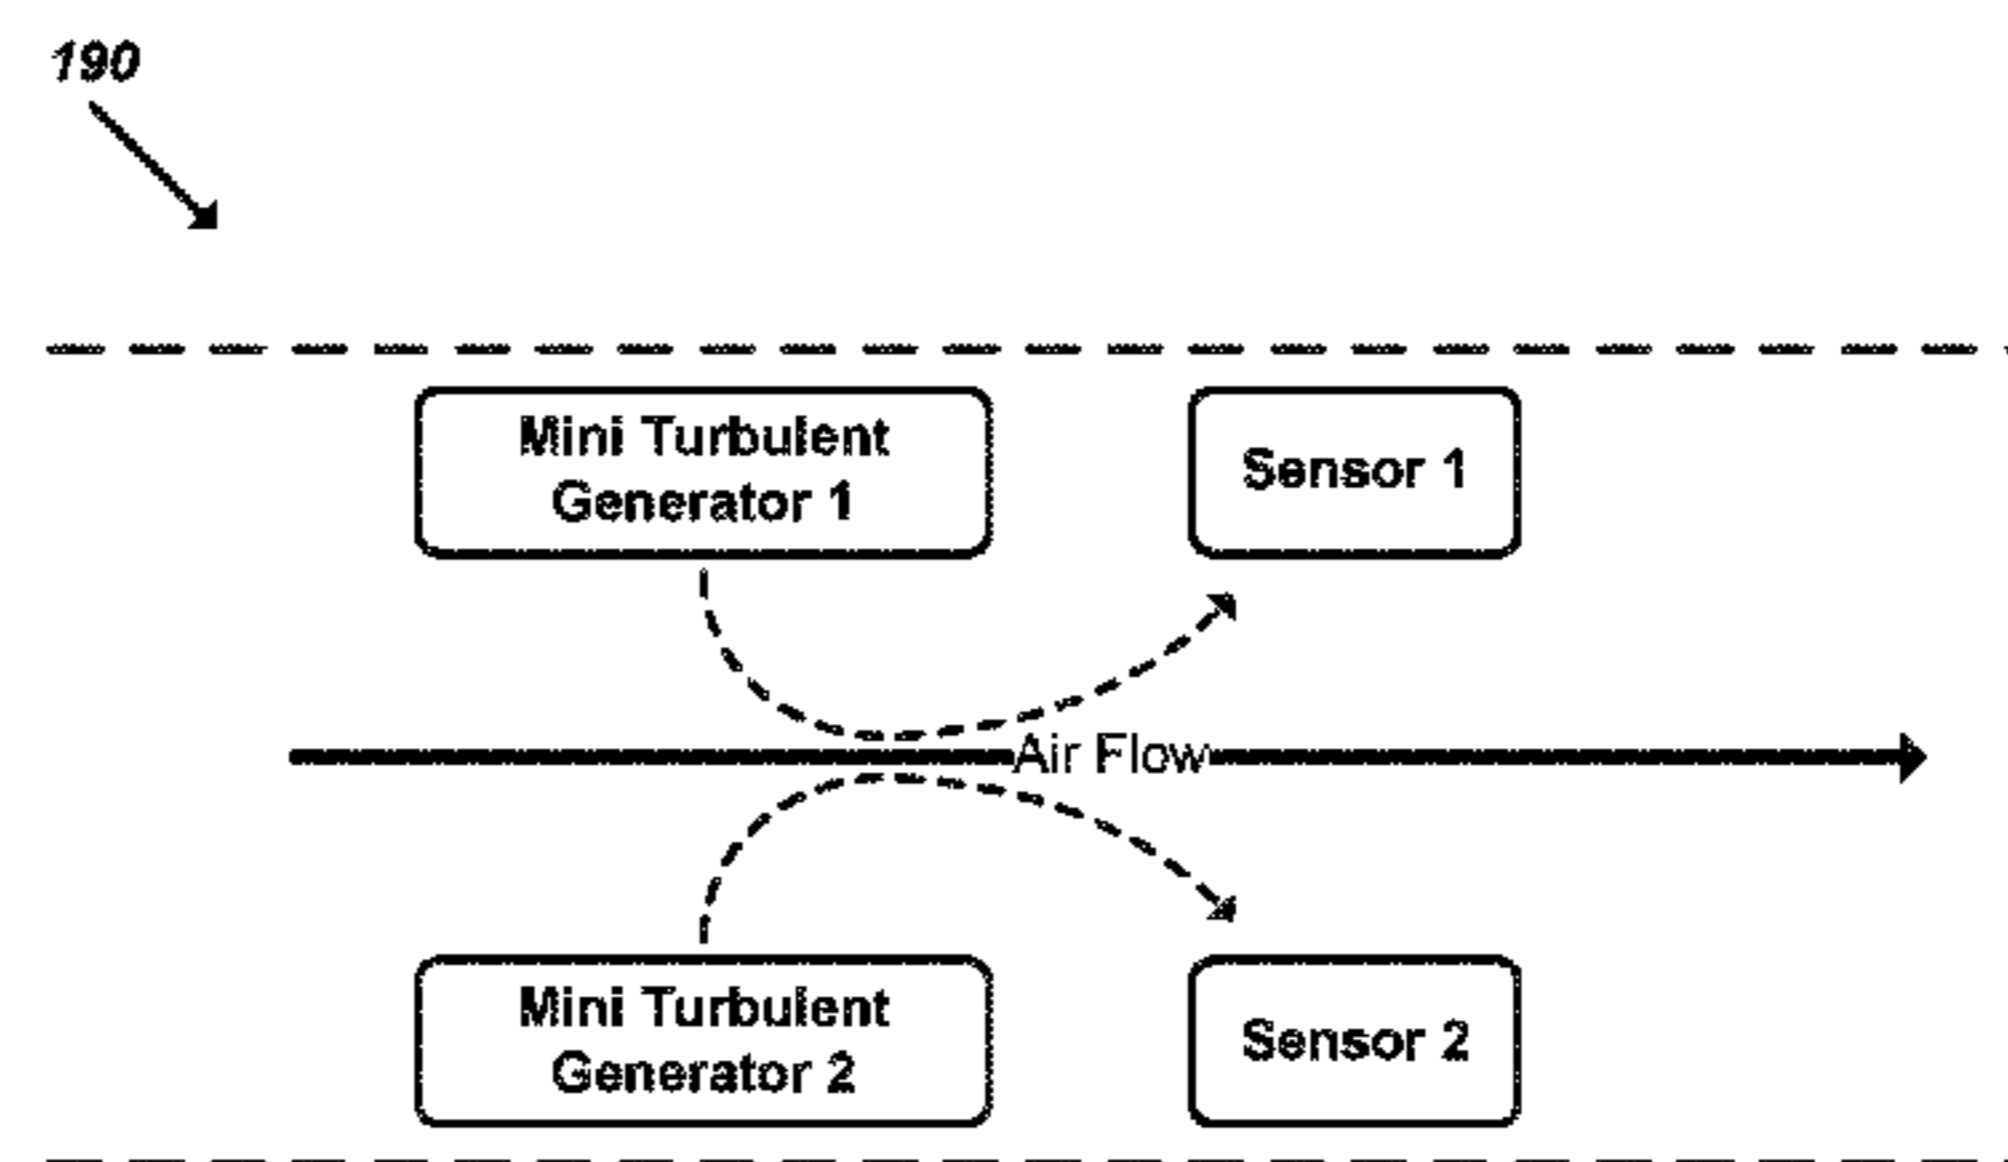 190
Mini Turbulent
Generator 1
Sensor 1
Air Flow
Mini Turbulent
Generator 2
Sensor 2